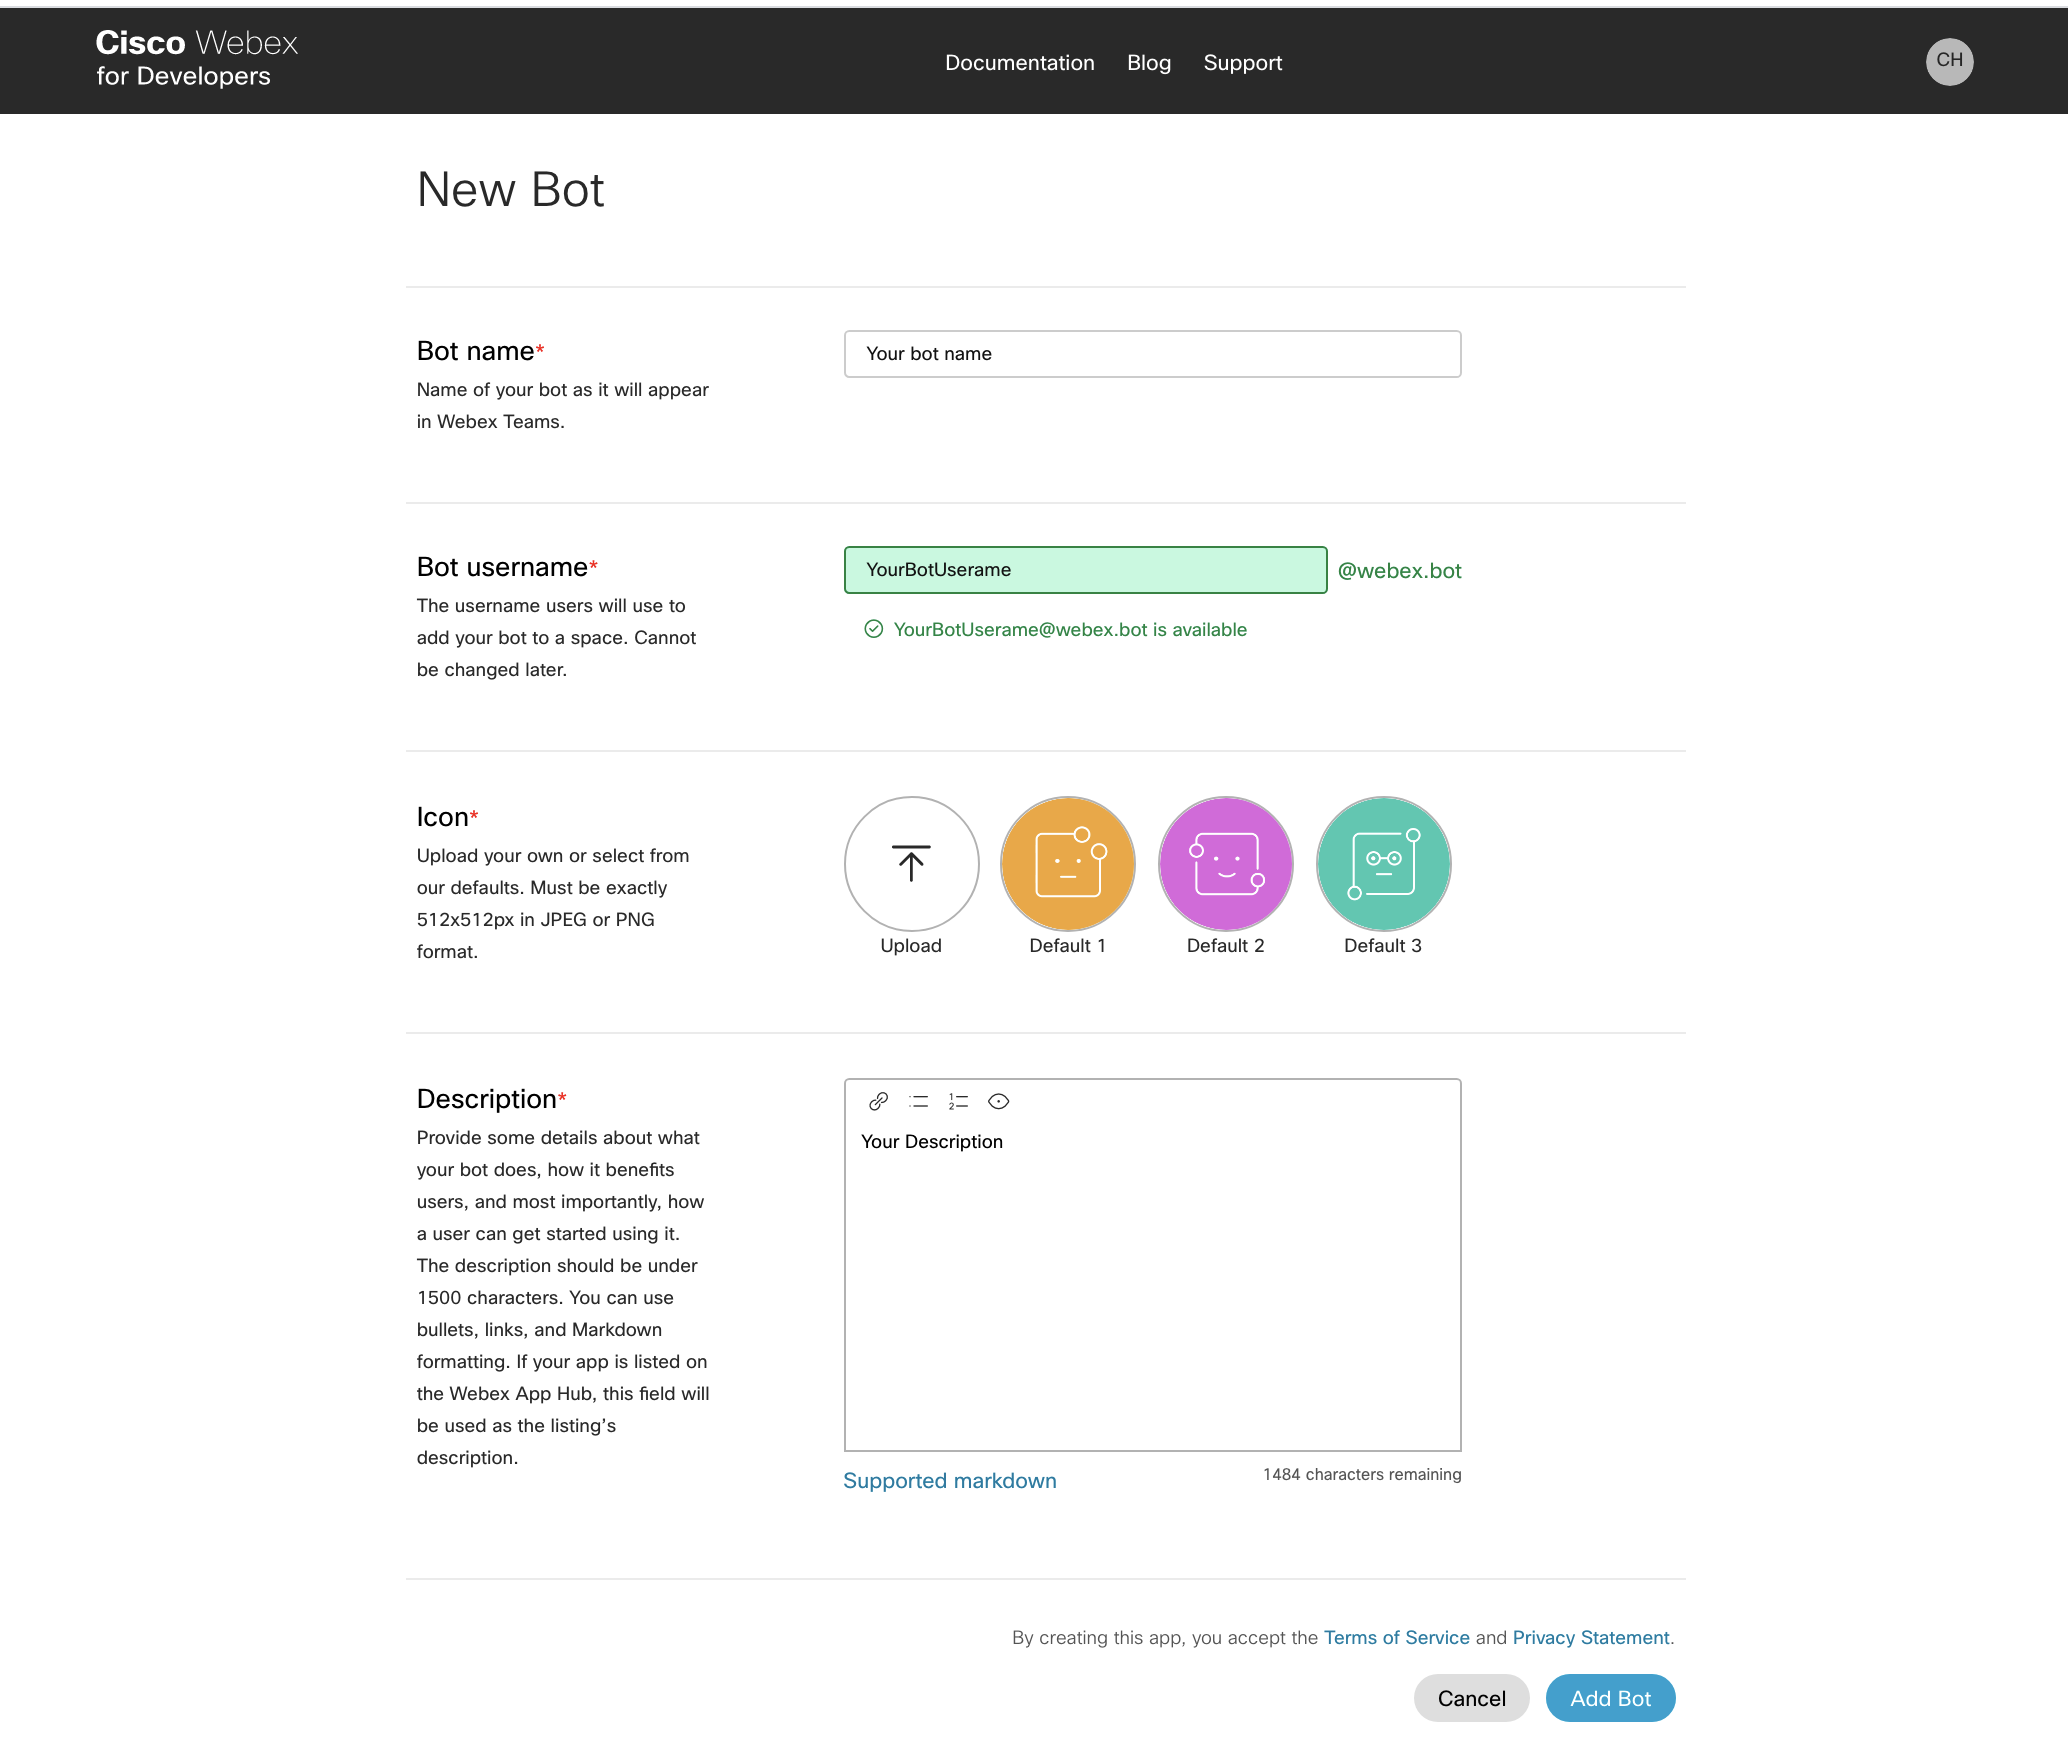 Cisco Webex
for Developers
Documentation Blog Support
CH
New Bot
Bot name*
Name of your bot as it will appear
in Webex Teams.
Your bot name
Bot username*
The username users will use to
add your bot to a space. Cannot
be changed later.
YourBotUserame
@webex.bot
YourBotUserame@webex.bot is available
Icon*
Upload your own or select from
our defaults. Must be exactly
512x512px in JPEG or PNG
format.
Upload
Default 1
Default 2
Default 3
Description*
Provide some details about what
your bot does, how it benefits
users, and most importantly, how
a user can get started using it.
The description should be under
1500 characters. You can use
bullets, links, and Markdown
formatting. If your app is listed on
the Webex App Hub, this field will
be used as the listing’s
description.
Your Description
Supported markdown
1484 characters remaining
By creating this app, you accept the Terms of Service and Privacy Statement.
Cancel
Add Bot